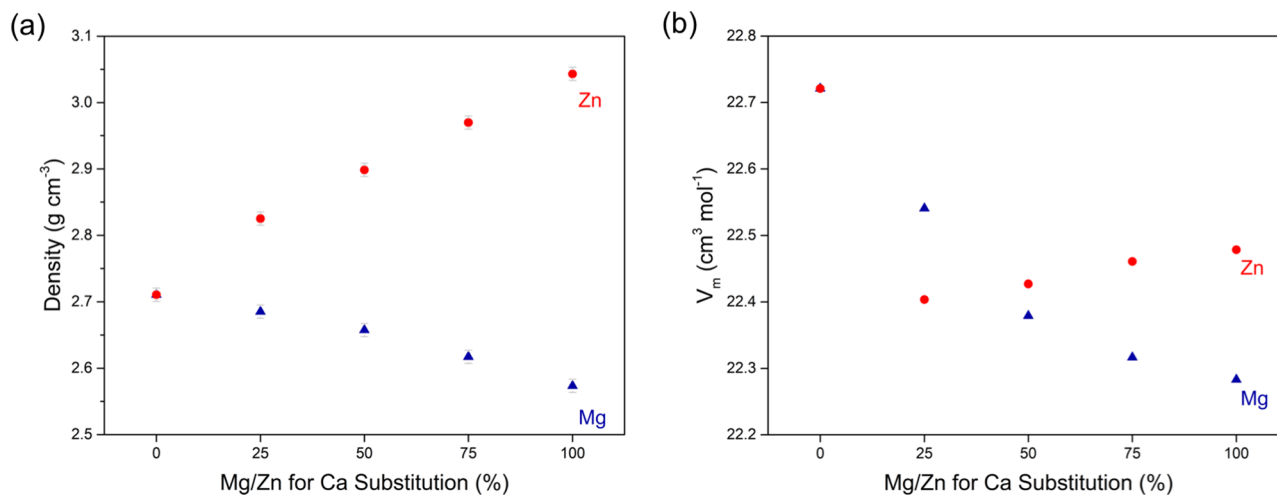 (a)
Density (g cm⁻³)
3.1
3.0
2.9
2.8
2.7
2.6
2.5
Zn
Mg
0 25 50 75 100
Mg/Zn for Ca Substitution (%)
(b)
Vₘ (cm³ mol⁻¹)
22.8
22.7
22.6
22.5
22.4
22.3
22.2
Zn
Mg
0 25 50 75 100
Mg/Zn for Ca Substitution (%)